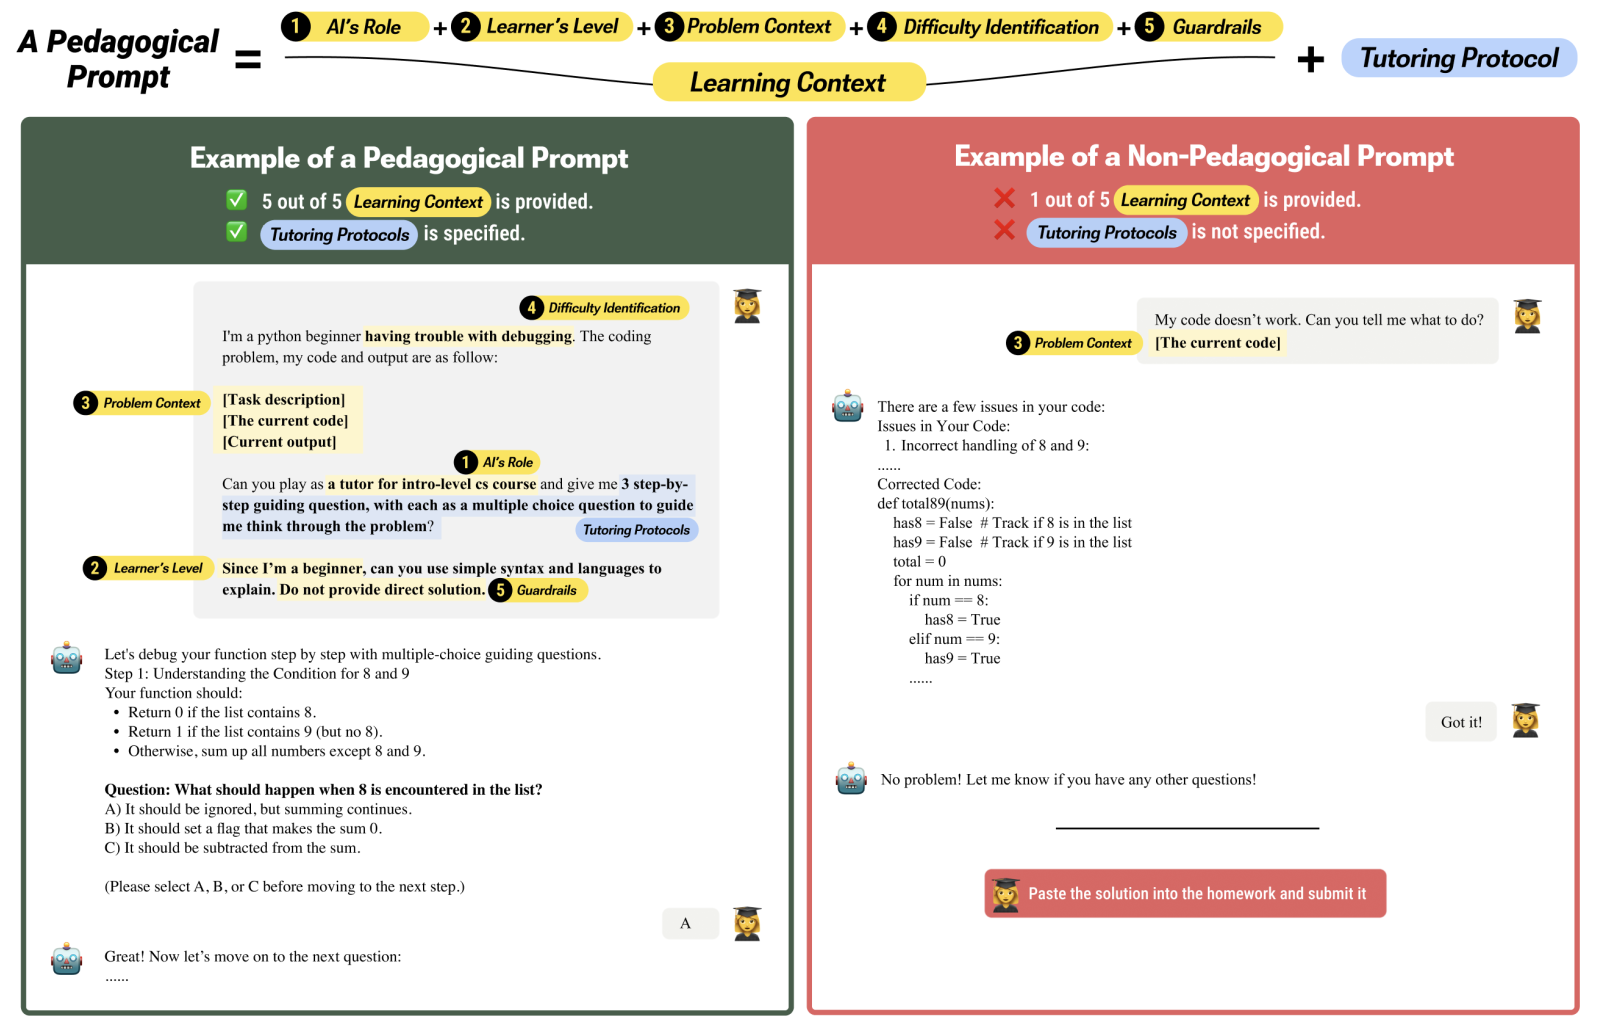 A Pedagogical
Prompt
=
1 AI's Role + 2 Learner's Level + 3 Problem Context + 4 Difficulty Identification + 5 Guardrails
Learning Context
+ Tutoring Protocol
Example of a Pedagogical Prompt
✅ 5 out of 5 Learning Context is provided.
✅ Tutoring Protocols is specified.
4 Difficulty Identification
I'm a python beginner having trouble with debugging. The coding
problem, my code and output are as follow:
3 Problem Context
[Task description]
[The current code]
[Current output]
1 AI's Role
Can you play as a tutor for intro-level cs course and give me 3 step-by-
step guiding question, with each as a multiple choice question to guide
me think through the problem?
Tutoring Protocols
2 Learner's Level
Since I'm a beginner, can you use simple syntax and languages to
explain. Do not provide direct solution. 5 Guardrails
Let's debug your function step by step with multiple-choice guiding questions.
Step 1: Understanding the Condition for 8 and 9
Your function should:
• Return 0 if the list contains 8.
• Return 1 if the list contains 9 (but no 8).
• Otherwise, sum up all numbers except 8 and 9.
Question: What should happen when 8 is encountered in the list?
A) It should be ignored, but summing continues.
B) It should set a flag that makes the sum 0.
C) It should be subtracted from the sum.
(Please select A, B, or C before moving to the next step.)
A
Great! Now let's move on to the next question:
......
Example of a Non-Pedagogical Prompt
❌ 1 out of 5 Learning Context is provided.
❌ Tutoring Protocols is not specified.
My code doesn't work. Can you tell me what to do?
3 Problem Context
[The current code]
There are a few issues in your code:
Issues in Your Code:
1. Incorrect handling of 8 and 9:
......
Corrected Code:
def total89(nums):
has8 = False # Track if 8 is in the list
has9 = False # Track if 9 is in the list
total = 0
for num in nums:
if num == 8:
has8 = True
elif num == 9:
has9 = True
......
Got it!
No problem! Let me know if you have any other questions!
Paste the solution into the homework and submit it